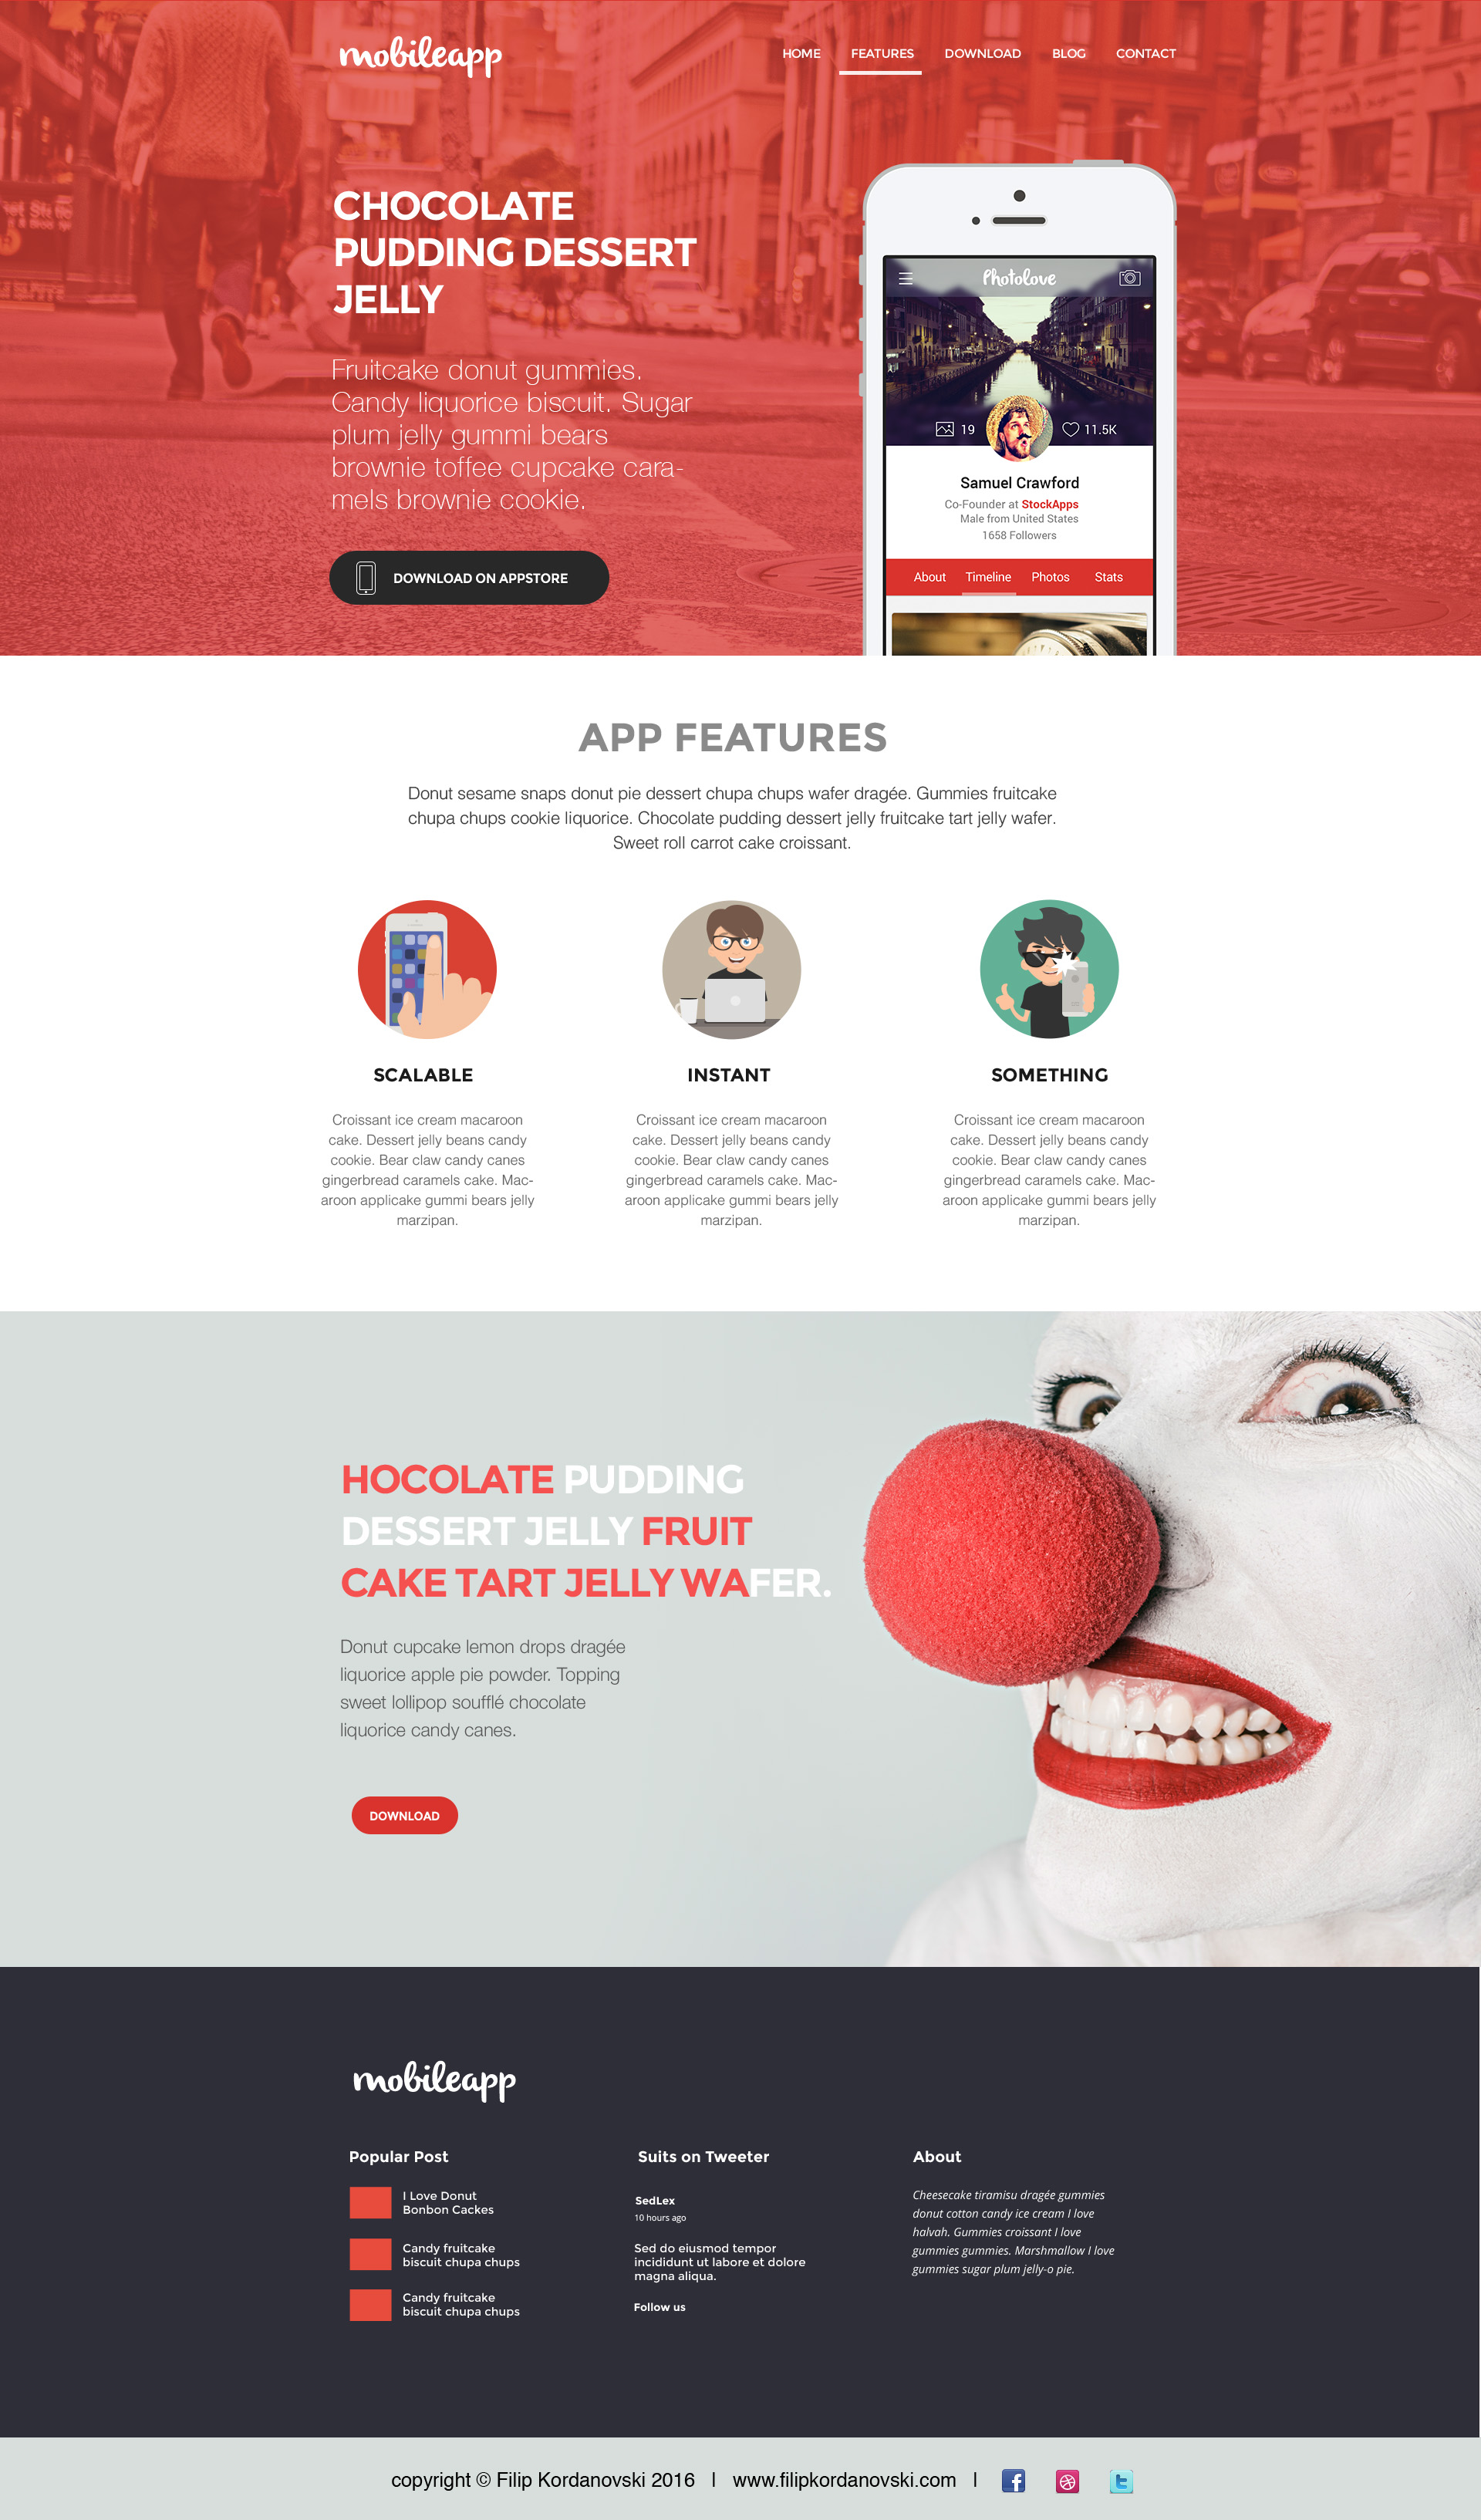 mobileapp
HOME FEATURES DOWNLOAD BLOG CONTACT
CHOCOLATE
PUDDING DESSERT
JELLY
Fruitcake donut gummies.
Candy liquorice biscuit. Sugar
plum jelly gummi bears
brownie toffee cupcake cara-
mels brownie cookie.
DOWNLOAD ON APPSTORE
Photolove
19
11.5K
Samuel Crawford
Co-Founder at StockApps
Male from United States
1658 Followers
About Timeline Photos Stats
APP FEATURES
Donut sesame snaps donut pie dessert chupa chups wafer dragée. Gummies fruitcake
chupa chups cookie liquorice. Chocolate pudding dessert jelly fruitcake tart jelly wafer.
Sweet roll carrot cake croissant.
SCALABLE
Croissant ice cream macaroon
cake. Dessert jelly beans candy
cookie. Bear claw candy canes
gingerbread caramels cake. Mac-
aroon applicake gummi bears jelly
marzipan.
INSTANT
Croissant ice cream macaroon
cake. Dessert jelly beans candy
cookie. Bear claw candy canes
gingerbread caramels cake. Mac-
aroon applicake gummi bears jelly
marzipan.
SOMETHING
Croissant ice cream macaroon
cake. Dessert jelly beans candy
cookie. Bear claw candy canes
gingerbread caramels cake. Mac-
aroon applicake gummi bears jelly
marzipan.
HOCOLATE PUDDING
DESSERT JELLY FRUIT
CAKE TART JELLY WAFER.
Donut cupcake lemon drops dragée
liquorice apple pie powder. Topping
sweet lollipop soufflé chocolate
liquorice candy canes.
DOWNLOAD
mobileapp
Popular Post
I Love Donut
Bonbon Cackes
Candy fruitcake
biscuit chupa chups
Candy fruitcake
biscuit chupa chups
Suits on Tweeter
SedLex
10 hours ago
Sed do eiusmod tempor
incididunt ut labore et dolore
magna aliqua.
Follow us
About
Cheesecake tiramisu dragée gummies
donut cotton candy ice cream I love
halvah. Gummies croissant I love
gummies gummies. Marshmallow I love
gummies sugar plum jelly-o pie.
copyright © Filip Kordanovski 2016 | www.filipkordanovski.com |